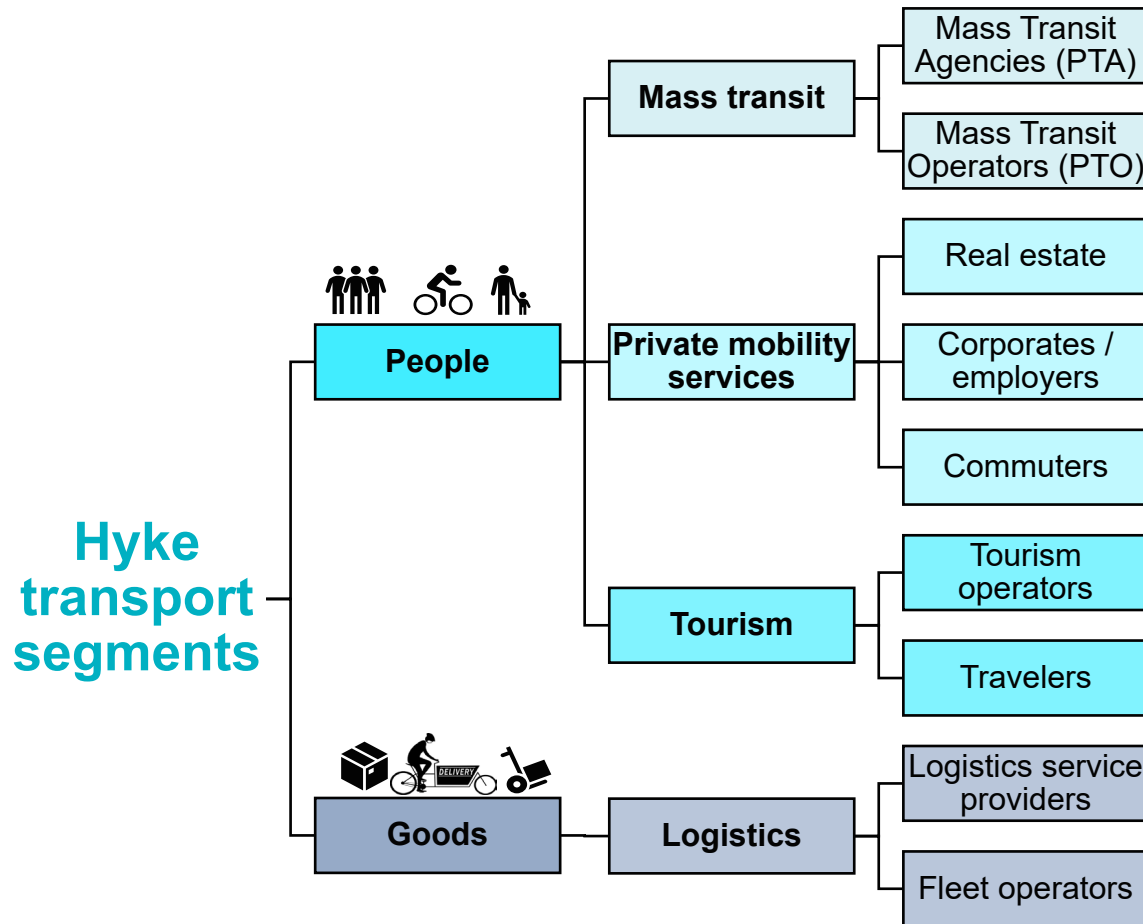 Mass Transit
Agencies (PTA)
Mass transit
Mass Transit
Operators (PTO)
Real estate
People
Private mobility
services
Corporates /
employers
Commuters
Hyke
transport
segments
Tourism
operators
Tourism
Travelers
DELIVERY
Logistics service
providers
Goods
Logistics
Fleet operators